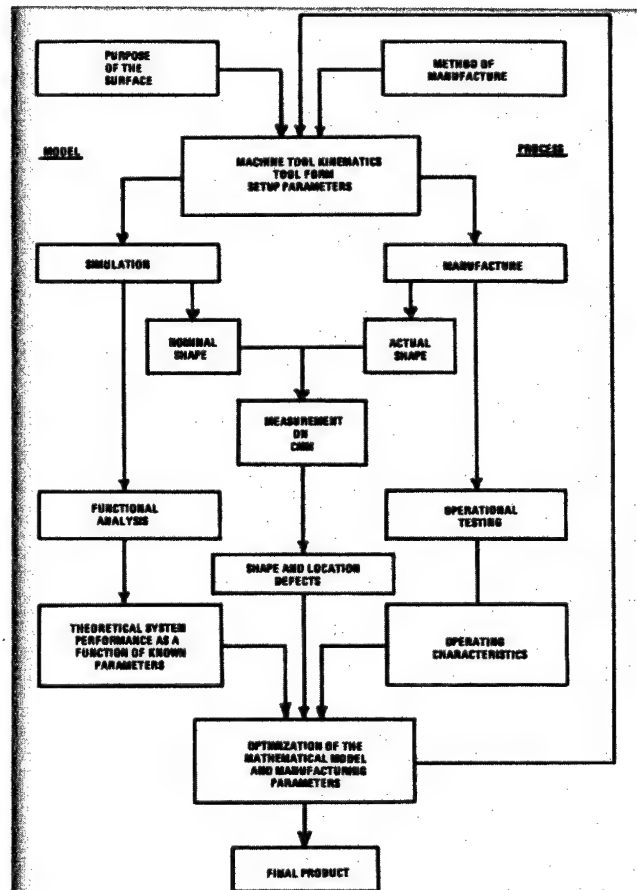 PURPOSE
OF THE
SURFACE
METHOD OF
MANUFACTURE
MODEL
PROCESS
MACHINE TOOL KINEMATICS
TOOL FORM
SETUP PARAMETERS
SIMULATION
MANUFACTURE
NOMINAL
SHAPE
ACTUAL
SHAPE
MEASUREMENT
ON
CMM
FUNCTIONAL
ANALYSIS
OPERATIONAL
TESTING
SHAPE AND LOCATION
DEFECTS
THEORETICAL SYSTEM
PERFORMANCE AS A
FUNCTION OF KNOWN
PARAMETERS
OPERATING
CHARACTERISTICS
OPTIMIZATION OF THE
MATHEMATICAL MODEL
AND MANUFACTURING
PARAMETERS
FINAL PRODUCT